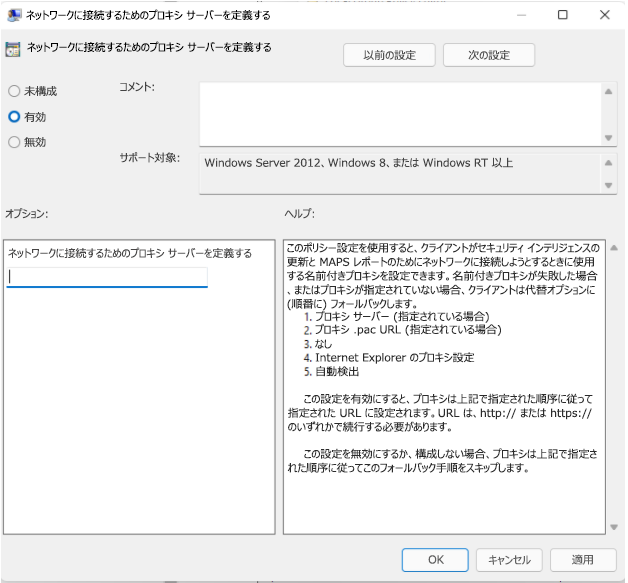 ネットワークに接続するためのプロキシ サーバーを定義する
ネットワークに接続するためのプロキシ サーバーを定義する
以前の設定
次の設定
未構成
有効
無効
コメント:
サポート対象:
Windows Server 2012、Windows 8、または Windows RT 以上
オプション:
ヘルプ:
ネットワークに接続するためのプロキシ サーバーを定義する
このポリシー設定を使用すると、クライアントがセキュリティ インテリジェンスの
更新と MAPS レポートのためにネットワークに接続しようとするときに使用
する名前付きプロキシを設定できます。名前付きプロキシが失敗した場合
、またはプロキシが指定されていない場合、クライアントは代替オプションに
(順番に) フォールバックします。
1. プロキシ サーバー (指定されている場合)
2. プロキシ .pac URL (指定されている場合)
3. なし
4. Internet Explorer のプロキシ設定
5. 自動検出
この設定を有効にすると、プロキシは上記で指定された順序に従って
指定された URL に設定されます。URL は、http:// または https://
のいずれかで続行する必要があります。
この設定を無効にするか、構成しない場合、プロキシは上記で指定さ
れた順序に従ってこのフォールバック手順をスキップします。
OK
キャンセル
適用